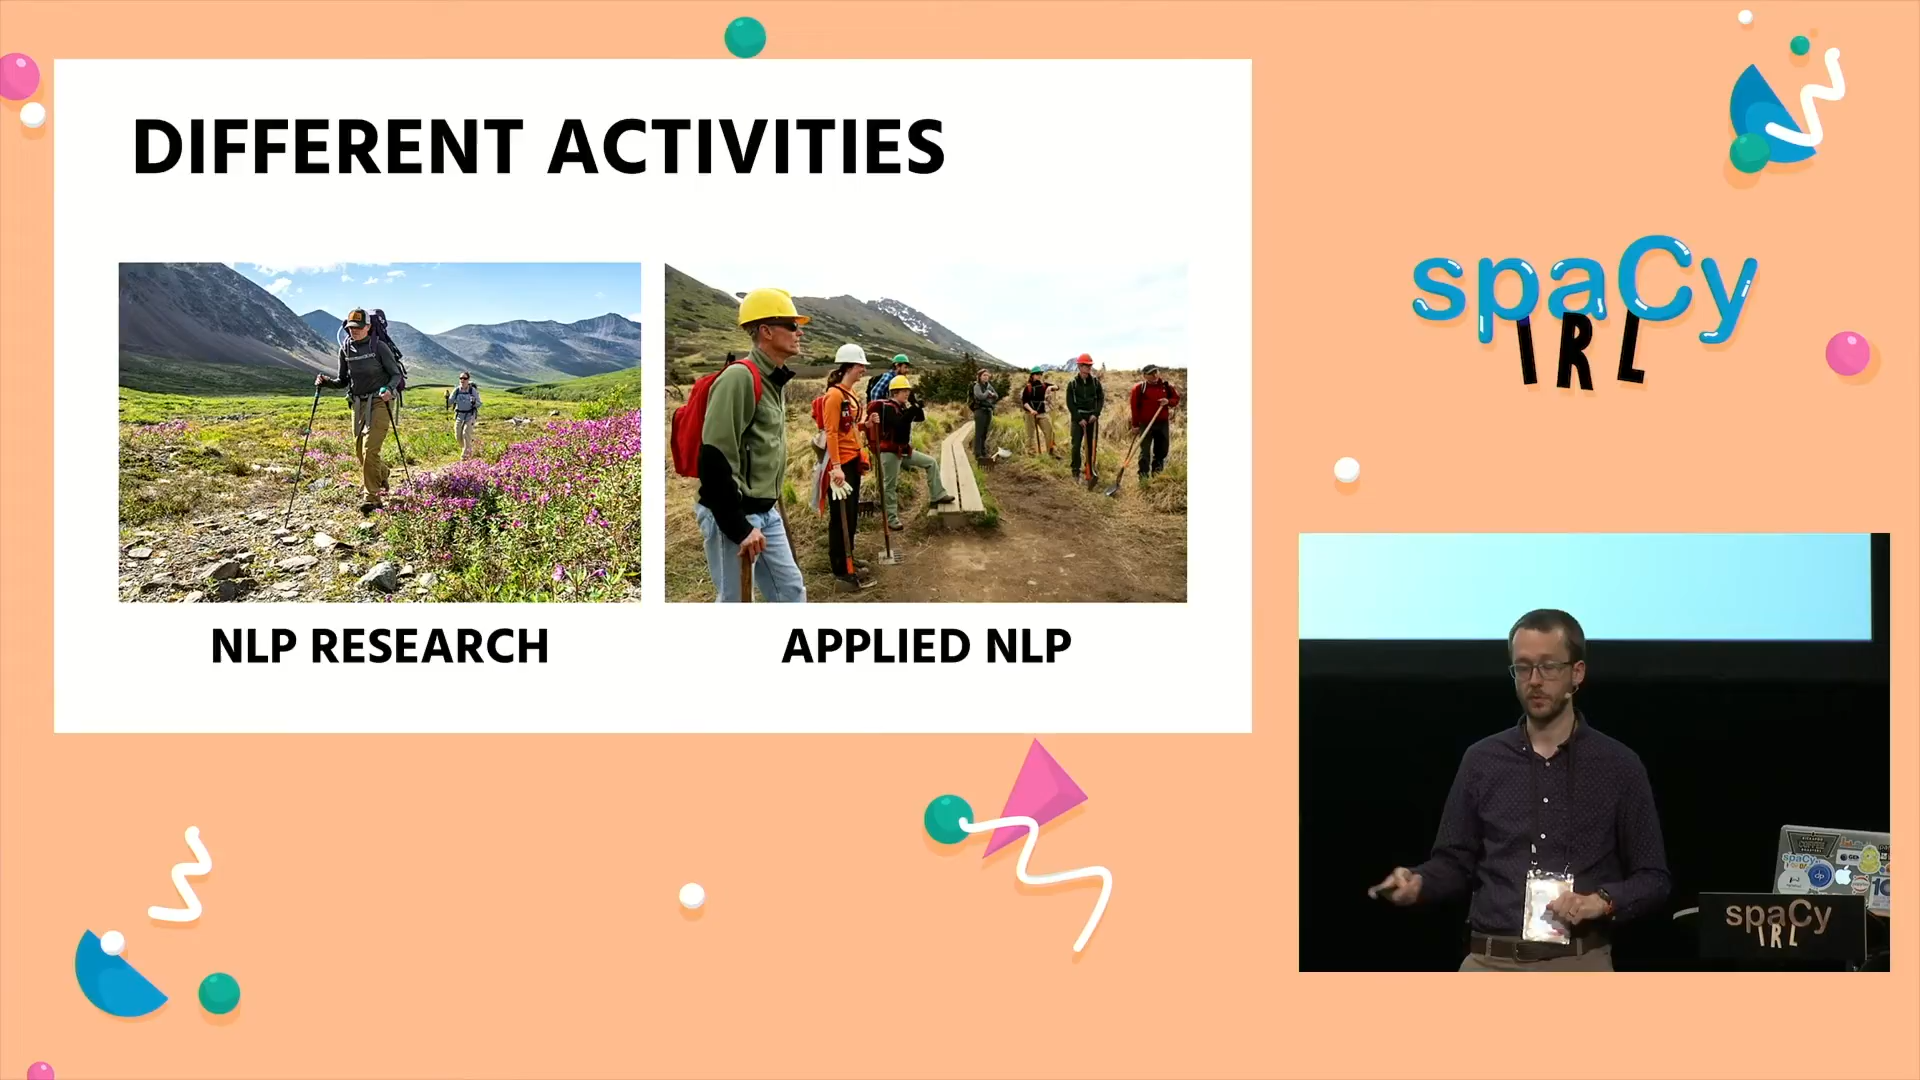 DIFFERENT ACTIVITIES
NLP RESEARCH
APPLIED NLP
spaCy
IRL
spaCy
IRL